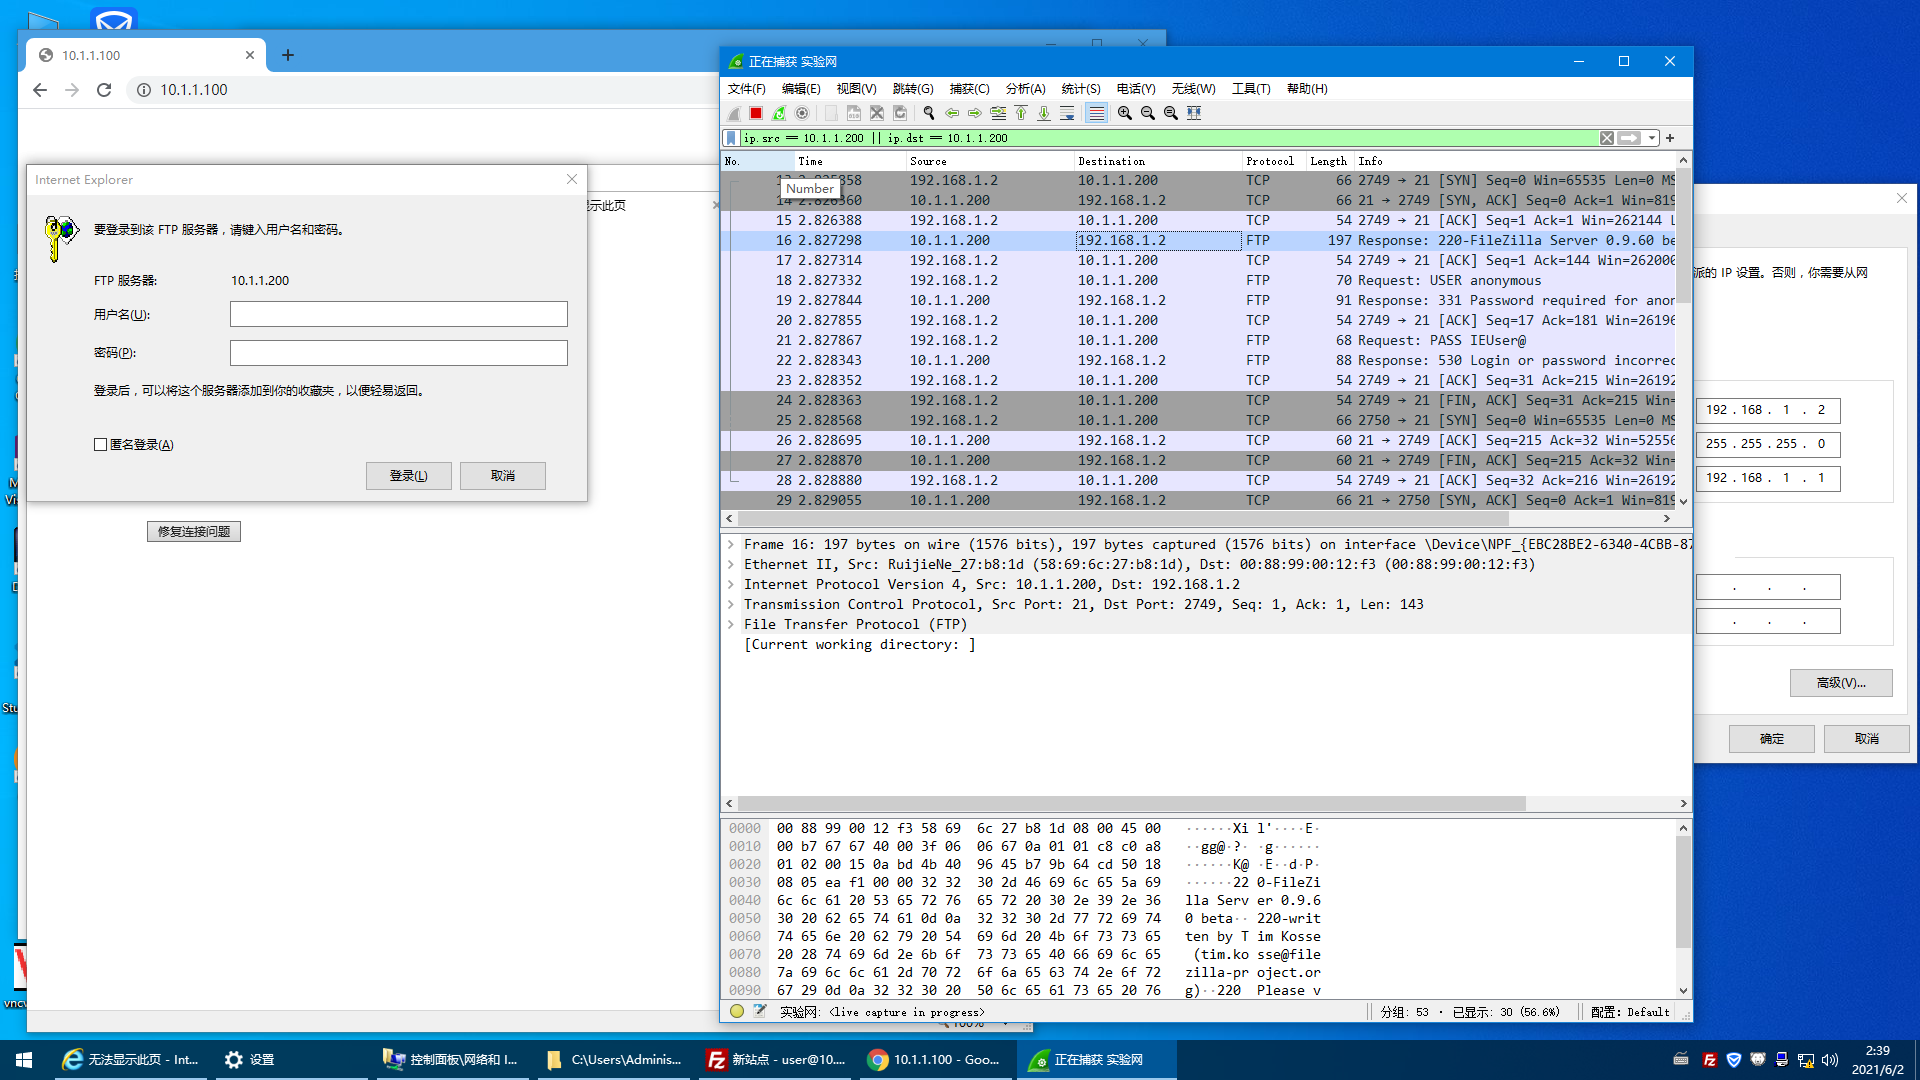 10.1.1.100
10.1.1.100
Internet Explorer
要登录到该 FTP 服务器，请键入用户名和密码。
FTP 服务器:
10.1.1.200
用户名(U):
密码(P):
登录后，可以将这个服务器添加到你的收藏夹，以便轻易返回。
匿名登录(A)
登录(L)
取消
修复连接问题
示此页
正在捕获 实验网
文件(F) 编辑(E) 视图(V) 跳转(G) 捕获(C) 分析(A) 统计(S) 电话(Y) 无线(W) 工具(T) 帮助(H)
ip.src == 10.1.1.200 || ip.dst == 10.1.1.200
No. Time Source Destination Protocol Length Info
Number
192.168.1.2 10.1.1.200 TCP 66 2749 → 21 [SYN] Seq=0 Win=65535 Len=0 MS
14 2.826360 10.1.1.200 192.168.1.2 TCP 66 21 → 2749 [SYN, ACK] Seq=0 Ack=1 Win=819
15 2.826388 192.168.1.2 10.1.1.200 TCP 54 2749 → 21 [ACK] Seq=1 Ack=1 Win=262144 L
16 2.827298 10.1.1.200 192.168.1.2 FTP 197 Response: 220-FileZilla Server 0.9.60 be
17 2.827314 192.168.1.2 10.1.1.200 TCP 54 2749 → 21 [ACK] Seq=1 Ack=144 Win=262000
18 2.827332 192.168.1.2 10.1.1.200 FTP 70 Request: USER anonymous
19 2.827844 10.1.1.200 192.168.1.2 FTP 91 Response: 331 Password required for anon
20 2.827855 192.168.1.2 10.1.1.200 TCP 54 2749 → 21 [ACK] Seq=17 Ack=181 Win=26196
21 2.827867 192.168.1.2 10.1.1.200 FTP 68 Request: PASS IEUser@
22 2.828343 10.1.1.200 192.168.1.2 FTP 88 Response: 530 Login or password incorrec
23 2.828352 192.168.1.2 10.1.1.200 TCP 54 2749 → 21 [ACK] Seq=31 Ack=215 Win=26192
24 2.828363 192.168.1.2 10.1.1.200 TCP 54 2749 → 21 [FIN, ACK] Seq=31 Ack=215 Win=
25 2.828568 192.168.1.2 10.1.1.200 TCP 66 2750 → 21 [SYN] Seq=0 Win=65535 Len=0 MS
26 2.828695 10.1.1.200 192.168.1.2 TCP 60 21 → 2749 [ACK] Seq=215 Ack=32 Win=52556
27 2.828870 10.1.1.200 192.168.1.2 TCP 60 21 → 2749 [FIN, ACK] Seq=215 Ack=32 Win=
28 2.828880 192.168.1.2 10.1.1.200 TCP 54 2749 → 21 [ACK] Seq=32 Ack=216 Win=26192
29 2.829055 10.1.1.200 192.168.1.2 TCP 66 21 → 2750 [SYN, ACK] Seq=0 Ack=1 Win=819
Frame 16: 197 bytes on wire (1576 bits), 197 bytes captured (1576 bits) on interface \Device\NPF_{EBC28BE2-6340-4CBB-87
Ethernet II, Src: RuijieNe_27:b8:1d (58:69:6c:27:b8:1d), Dst: 00:88:99:00:12:f3 (00:88:99:00:12:f3)
Internet Protocol Version 4, Src: 10.1.1.200, Dst: 192.168.1.2
Transmission Control Protocol, Src Port: 21, Dst Port: 2749, Seq: 1, Ack: 1, Len: 143
File Transfer Protocol (FTP)
[Current working directory: ]
0000 00 88 99 00 12 f3 58 69 6c 27 b8 1d 08 00 45 00 ······Xi l'····E·
0010 00 b7 67 67 40 00 3f 06 06 67 0a 01 01 c8 c0 a8 ··gg@·?· ·g······
0020 01 02 00 15 0a bd 4b 40 96 45 b7 9b 64 cd 50 18 ······K@ ·E··d·P·
0030 08 05 ea f1 00 00 32 32 30 2d 46 69 6c 65 5a 69 ······22 0-FileZi
0040 6c 6c 61 20 53 65 72 76 65 72 20 30 2e 39 2e 36 lla Serv er 0.9.6
0050 30 20 62 65 74 61 0d 0a 32 32 30 2d 77 72 69 74 0 beta·· 220-writ
0060 74 65 6e 20 62 79 20 54 69 6d 20 4b 6f 73 73 65 ten by T im Kosse
0070 20 28 74 69 6d 2e 6b 6f 73 73 65 40 66 69 6c 65 (tim.ko sse@file
0080 7a 69 6c 6c 61 2d 70 72 6f 6a 65 63 74 2e 6f 72 zilla-pr oject.or
0090 67 29 0d 0a 32 32 30 20 50 6c 65 61 73 65 20 76 g)··220 Please v
实验网: <live capture in progress>
分组: 53 · 已显示: 30 (56.6%)
配置: Default
派的 IP 设置。否则，你需要从网
192 . 168 . 1 . 2
255 . 255 . 255 . 0
192 . 168 . 1 . 1
. . .
. . .
高级(V)...
确定
取消
100%
无法显示此页 - Int...
设置
控制面板\网络和 I...
C:\Users\Adminis...
新站点 - user@10....
10.1.1.100 - Goo...
正在捕获 实验网
2:39
2021/6/2